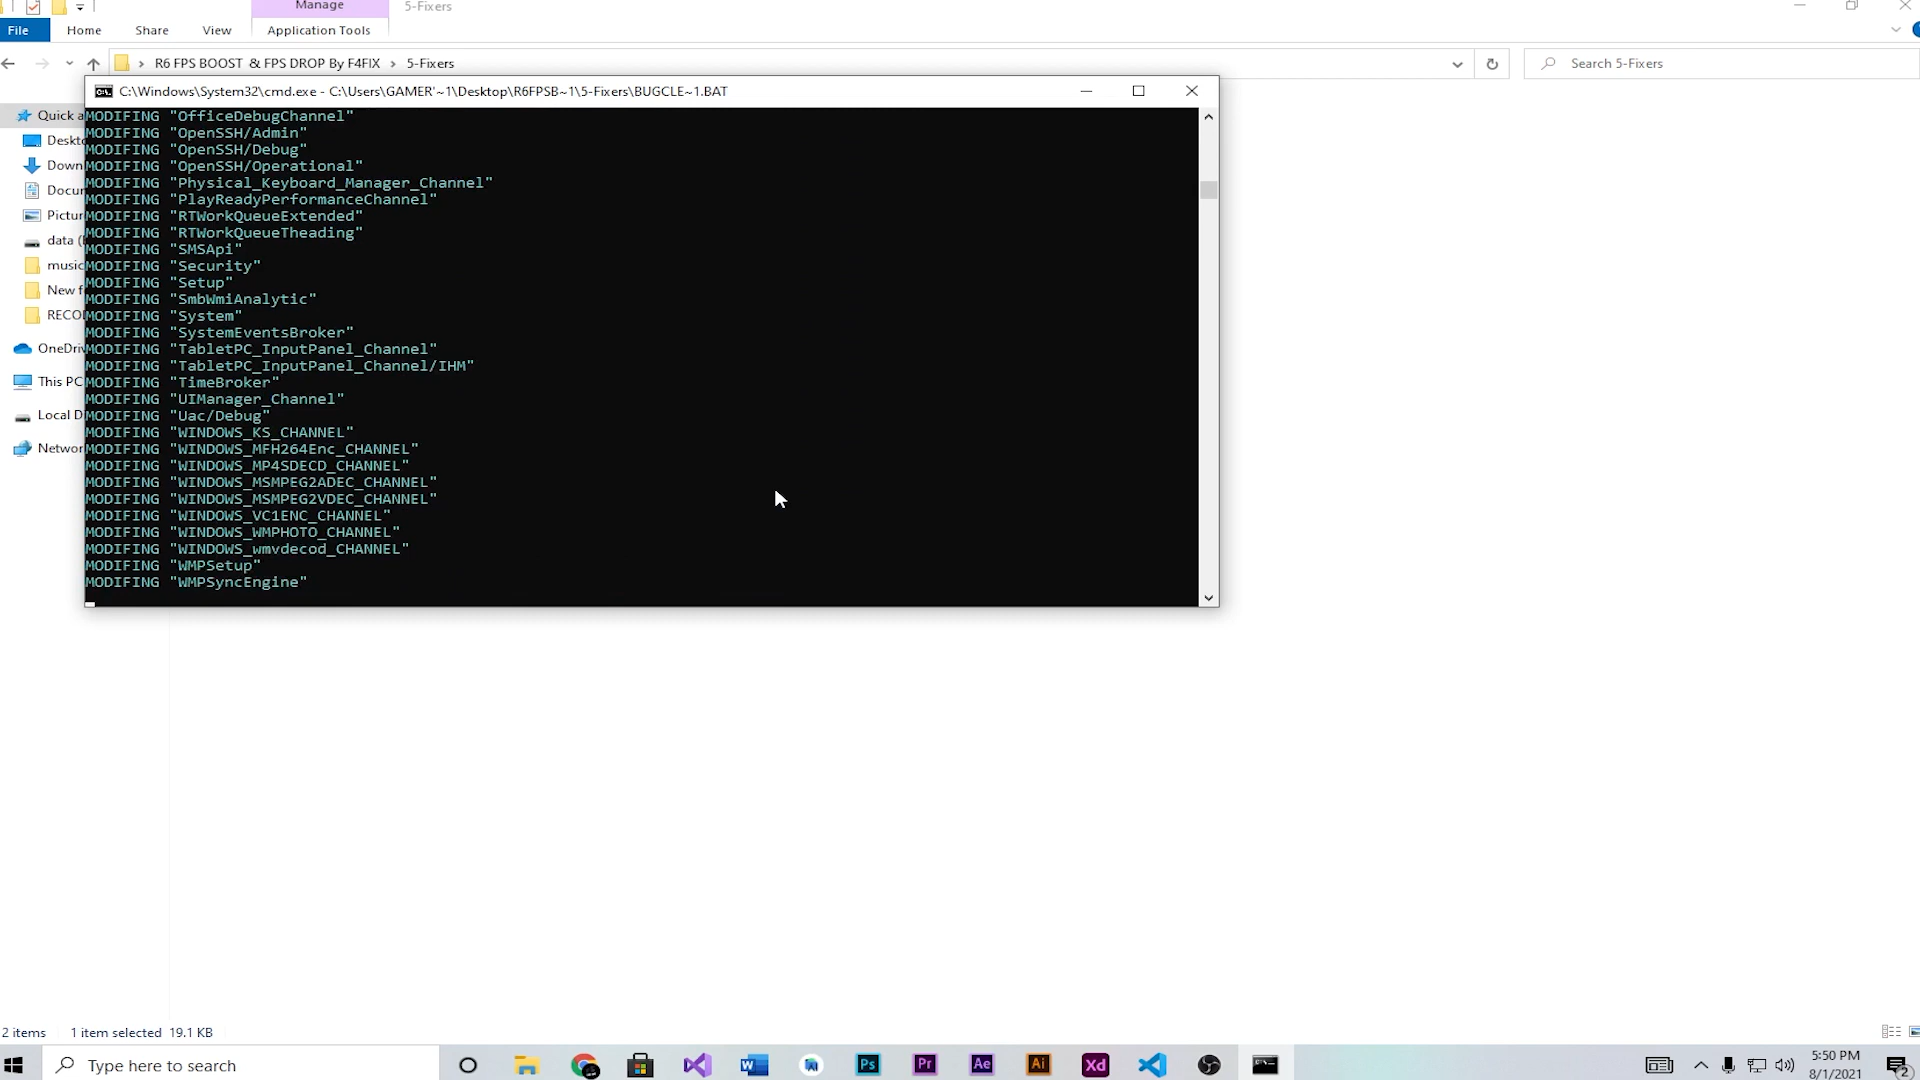 Manage
5-Fixers
File
Home
Share
View
Application Tools
R6 FPS BOOST & FPS DROP By F4FIX
5-Fixers
Search 5-Fixers
C:\Windows\System32\cmd.exe - C:\Users\GAMER'~1\Desktop\R6FPSB~1\5-Fixers\BUGCLE~1.BAT
Quick a
Deskt
Down
Docu
Pictur
data (
music
New f
RECO
OneDriv
This PC
Local D
Networ
MODIFING "OfficeDebugChannel"
MODIFING "OpenSSH/Admin"
MODIFING "OpenSSH/Debug"
MODIFING "OpenSSH/Operational"
MODIFING "Physical_Keyboard_Manager_Channel"
MODIFING "PlayReadyPerformanceChannel"
MODIFING "RTWorkQueueExtended"
MODIFING "RTWorkQueueTheading"
MODIFING "SMSApi"
MODIFING "Security"
MODIFING "Setup"
MODIFING "SmbWmiAnalytic"
MODIFING "System"
MODIFING "SystemEventsBroker"
MODIFING "TabletPC_InputPanel_Channel"
MODIFING "TabletPC_InputPanel_Channel/IHM"
MODIFING "TimeBroker"
MODIFING "UIManager_Channel"
MODIFING "Uac/Debug"
MODIFING "WINDOWS_KS_CHANNEL"
MODIFING "WINDOWS_MFH264Enc_CHANNEL"
MODIFING "WINDOWS_MP4SDECD_CHANNEL"
MODIFING "WINDOWS_MSMPEG2ADEC_CHANNEL"
MODIFING "WINDOWS_MSMPEG2VDEC_CHANNEL"
MODIFING "WINDOWS_VC1ENC_CHANNEL"
MODIFING "WINDOWS_WMPHOTO_CHANNEL"
MODIFING "WINDOWS_wmvdecod_CHANNEL"
MODIFING "WMPSetup"
MODIFING "WMPSyncEngine"
2 items
1 item selected 19.1 KB
Type here to search
Ps
Pr
Ae
Ai
Xd
5:50 PM
8/1/2021
2